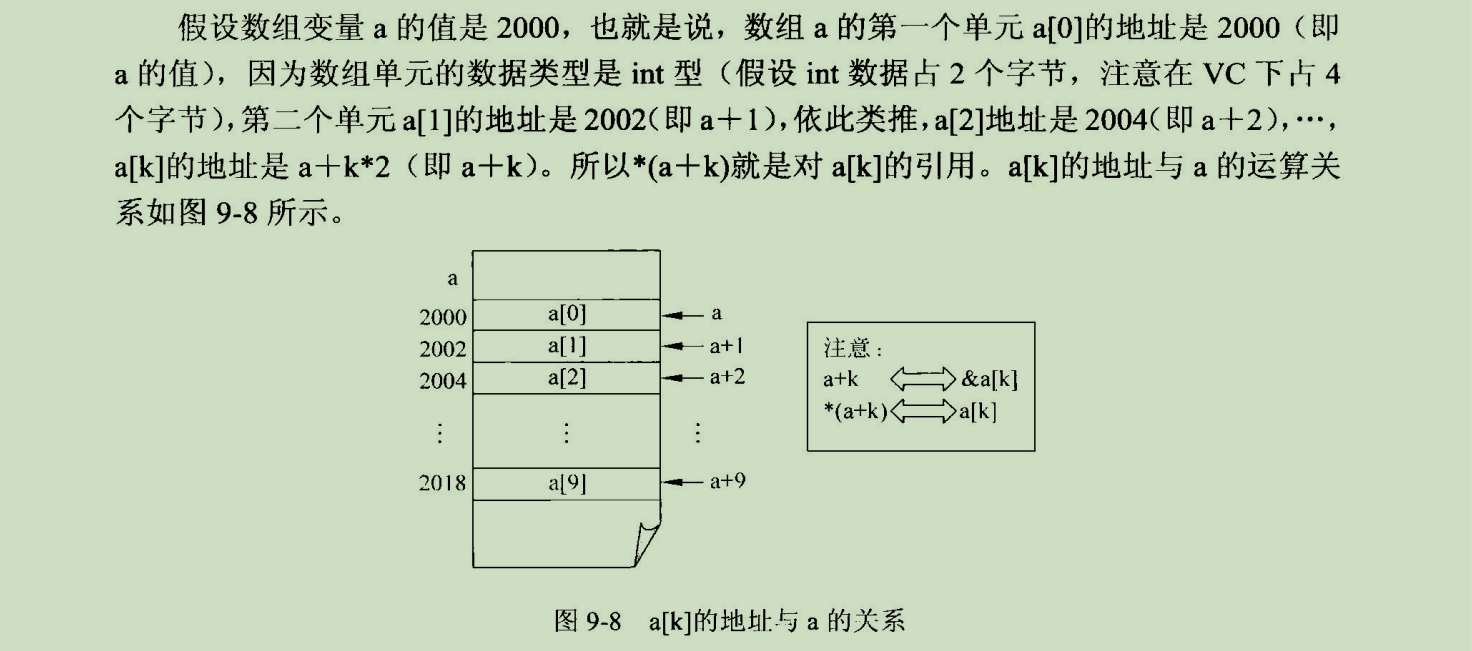 假设数组变量 a 的值是 2000，也就是说，数组 a 的第一个单元 a[0]的地址是 2000（即
a 的值），因为数组单元的数据类型是 int 型（假设 int 数据占 2 个字节，注意在 VC 下占 4
个字节），第二个单元 a[1]的地址是 2002（即 a＋1），依此类推，a[2]地址是 2004（即 a＋2），…，
a[k]的地址是 a＋k*2（即 a＋k）。所以*(a＋k)就是对 a[k]的引用。a[k]的地址与 a 的运算关
系如图 9-8 所示。
a
2000 a[0] a
2002 a[1] a+1
2004 a[2] a+2
⋮ ⋮ ⋮
2018 a[9] a+9
注意：
a+k ⟺ &a[k]
*(a+k) ⟺ a[k]
图 9-8 a[k]的地址与 a 的关系